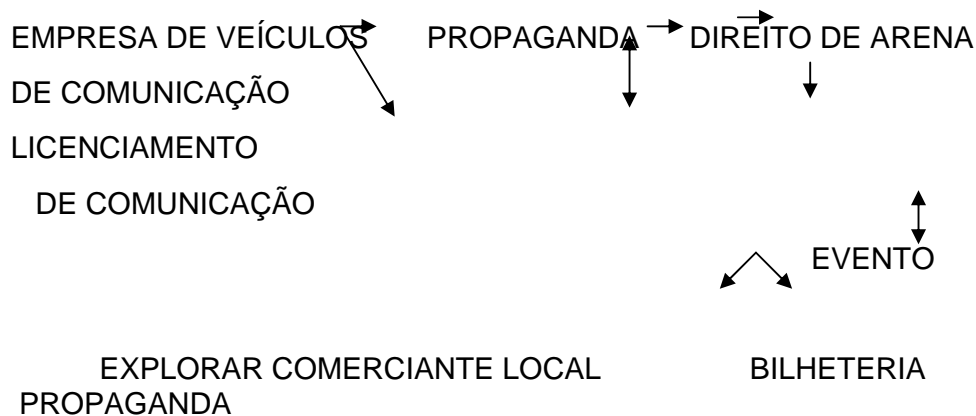 EMPRESA DE VEÍCULOS PROPAGANDA DIREITO DE ARENA
DE COMUNICAÇÃO
LICENCIAMENTO
DE COMUNICAÇÃO
EVENTO
EXPLORAR COMERCIANTE LOCAL BILHETERIA
PROPAGANDA